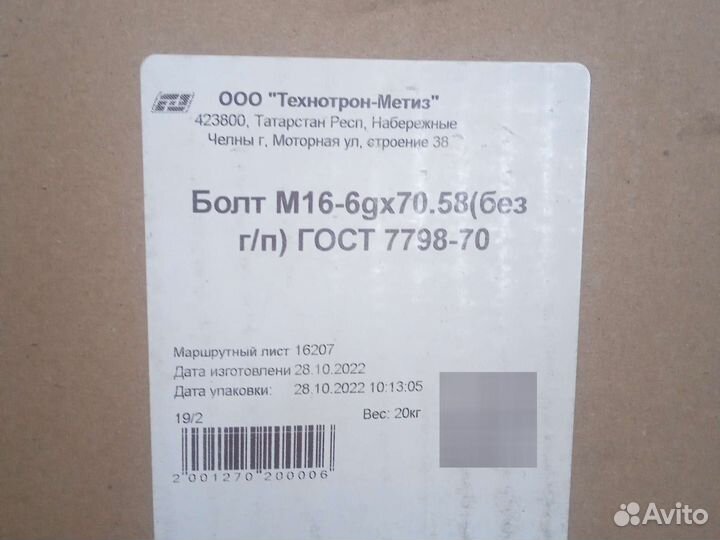 ООО "Технотрон-Метиз"
423800, Татарстан Респ, Набережные
Челны г, Моторная ул, строение 38
Болт М16-6gх70.58(без
г/п) ГОСТ 7798-70
Маршрутный лист 16207
Дата изготовлени 28.10.2022
Дата упаковки: 28.10.2022 10:13:05
19/2
Вес: 20кг
2 001270 200006
Avito